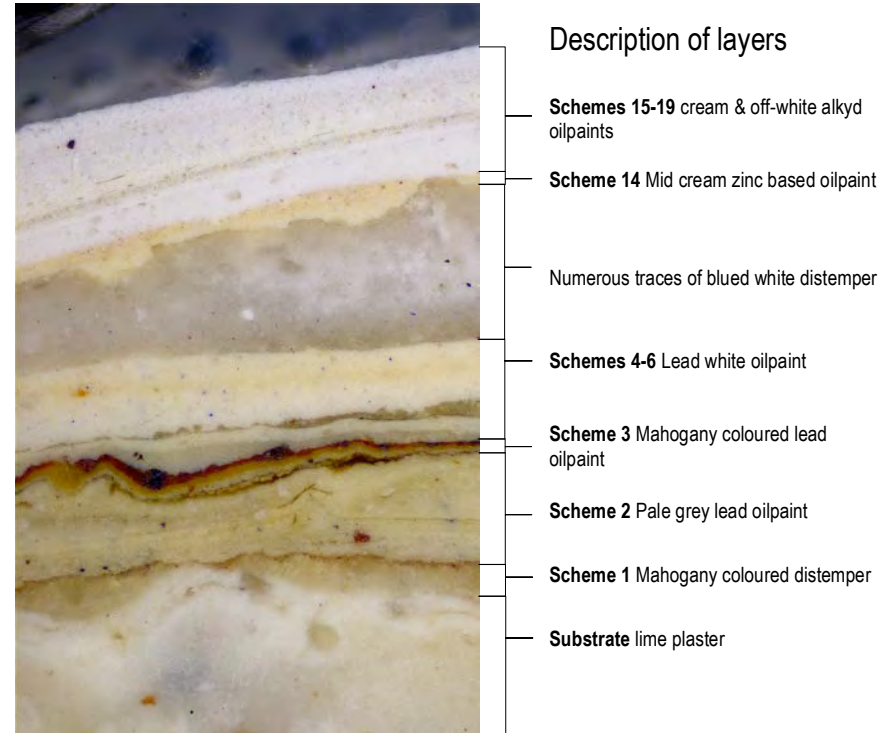 Description of layers
Schemes 15-19 cream & off-white alkyd
oilpaints
Scheme 14 Mid cream zinc based oilpaint
Numerous traces of blued white distemper
Schemes 4-6 Lead white oilpaint
Scheme 3 Mahogany coloured lead
oilpaint
Scheme 2 Pale grey lead oilpaint
Scheme 1 Mahogany coloured distemper
Substrate lime plaster